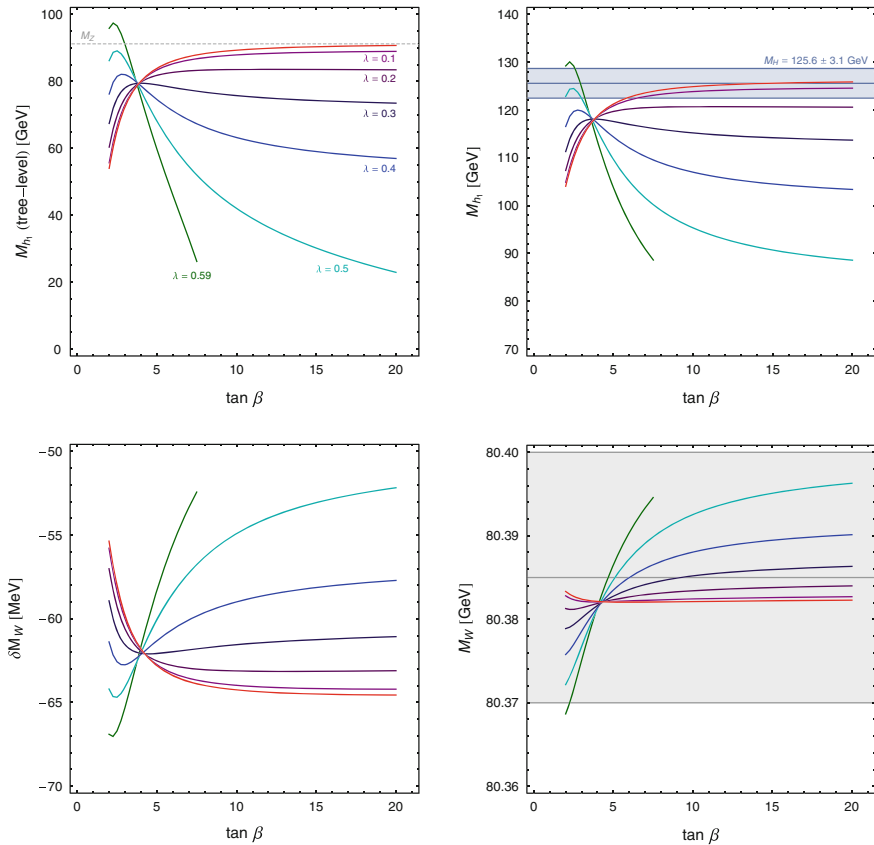 100
80
60
40
20
0
M_{h_1} (tree–level) [GeV]
M_Z
λ = 0.1
λ = 0.2
λ = 0.3
λ = 0.4
λ = 0.5
λ = 0.59
0 5 10 15 20
tan β
140
130
120
110
100
90
80
70
M_{h_1} [GeV]
M_H = 125.6 ± 3.1 GeV
0 5 10 15 20
tan β
−50
−55
−60
−65
−70
δM_W [MeV]
0 5 10 15 20
tan β
80.40
80.39
80.38
80.37
80.36
M_W [GeV]
0 5 10 15 20
tan β